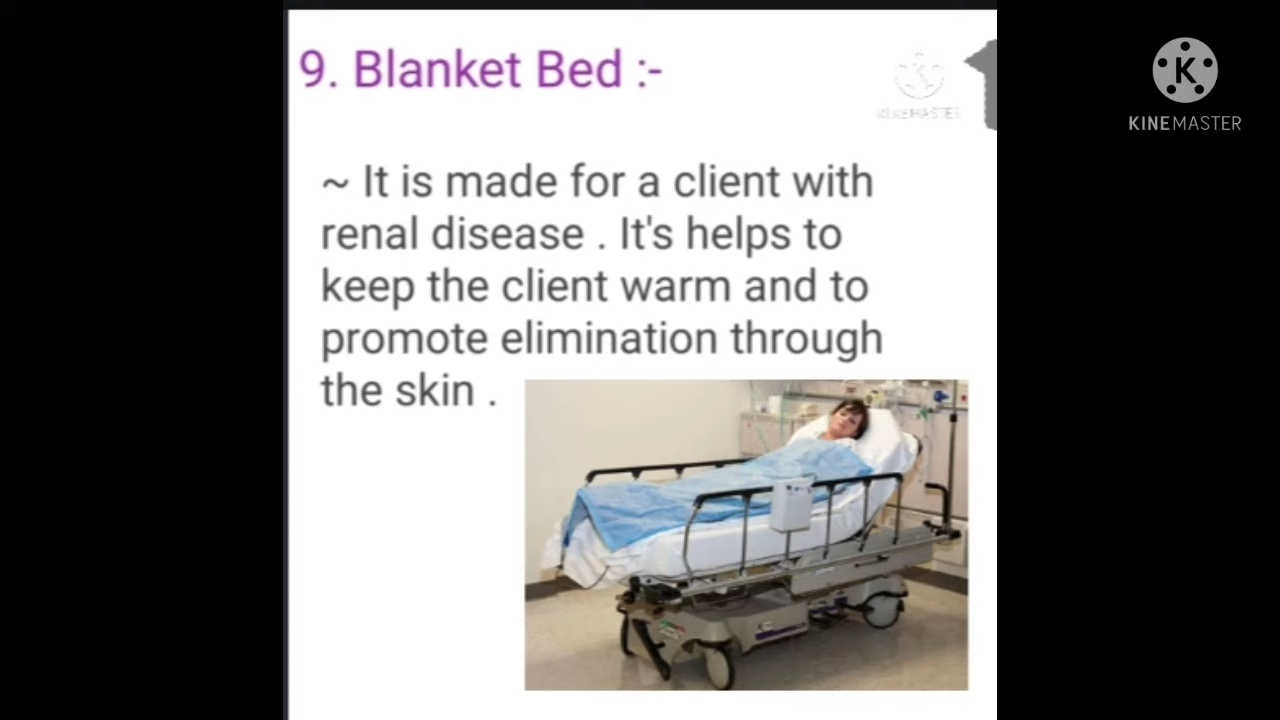 9. Blanket Bed :-
KINEMASTER
KINEMASTER
~ It is made for a client with
renal disease . It's helps to
keep the client warm and to
promote elimination through
the skin .